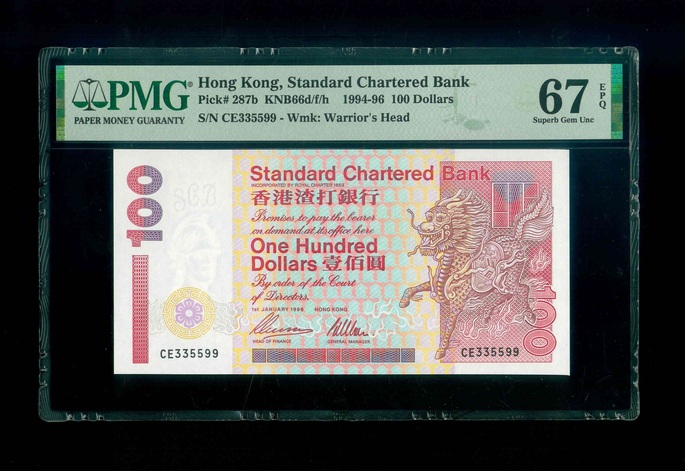 PMG
PAPER MONEY GUARANTY
Hong Kong, Standard Chartered Bank
Pick# 287b KNB66d/f/h 1994-96 100 Dollars
S/N CE335599 - Wmk: Warrior's Head
67 EPQ
Superb Gem Unc
100
SCB
Standard Chartered Bank
INCORPORATED BY ROYAL CHARTER 1853
香港渣打銀行
Promises to pay the bearer
on demand at its office here
One Hundred
Dollars 壹佰圓
By order of the Court
of Directors.
1ST JANUARY 1996 HONG KONG
HEAD OF FINANCE GENERAL MANAGER
CE335599
CE335599
100